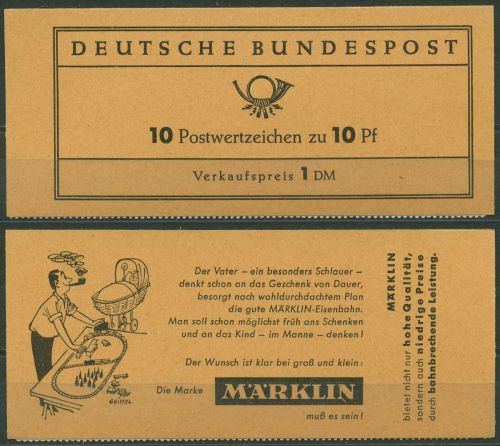 DEUTSCHE BUNDESPOST
10 Postwertzeichen zu 10 Pf
Verkaufspreis 1 DM
Der Vater – ein besonders Schlauer –
denkt schon an das Geschenk von Dauer,
besorgt nach wohldurchdachtem Plan
die gute MÄRKLIN-Eisenbahn.
Man soll schon möglichst früh ans Schenken
und an das Kind – im Manne – denken!
Der Wunsch ist klar bei groß und klein:
Die Marke MÄRKLIN
muß es sein!
GRIFFEL
MÄRKLIN
bietet nicht nur hohe Qualität,
sondern auch niedrige Preise
durch bahnbrechende Leistung.